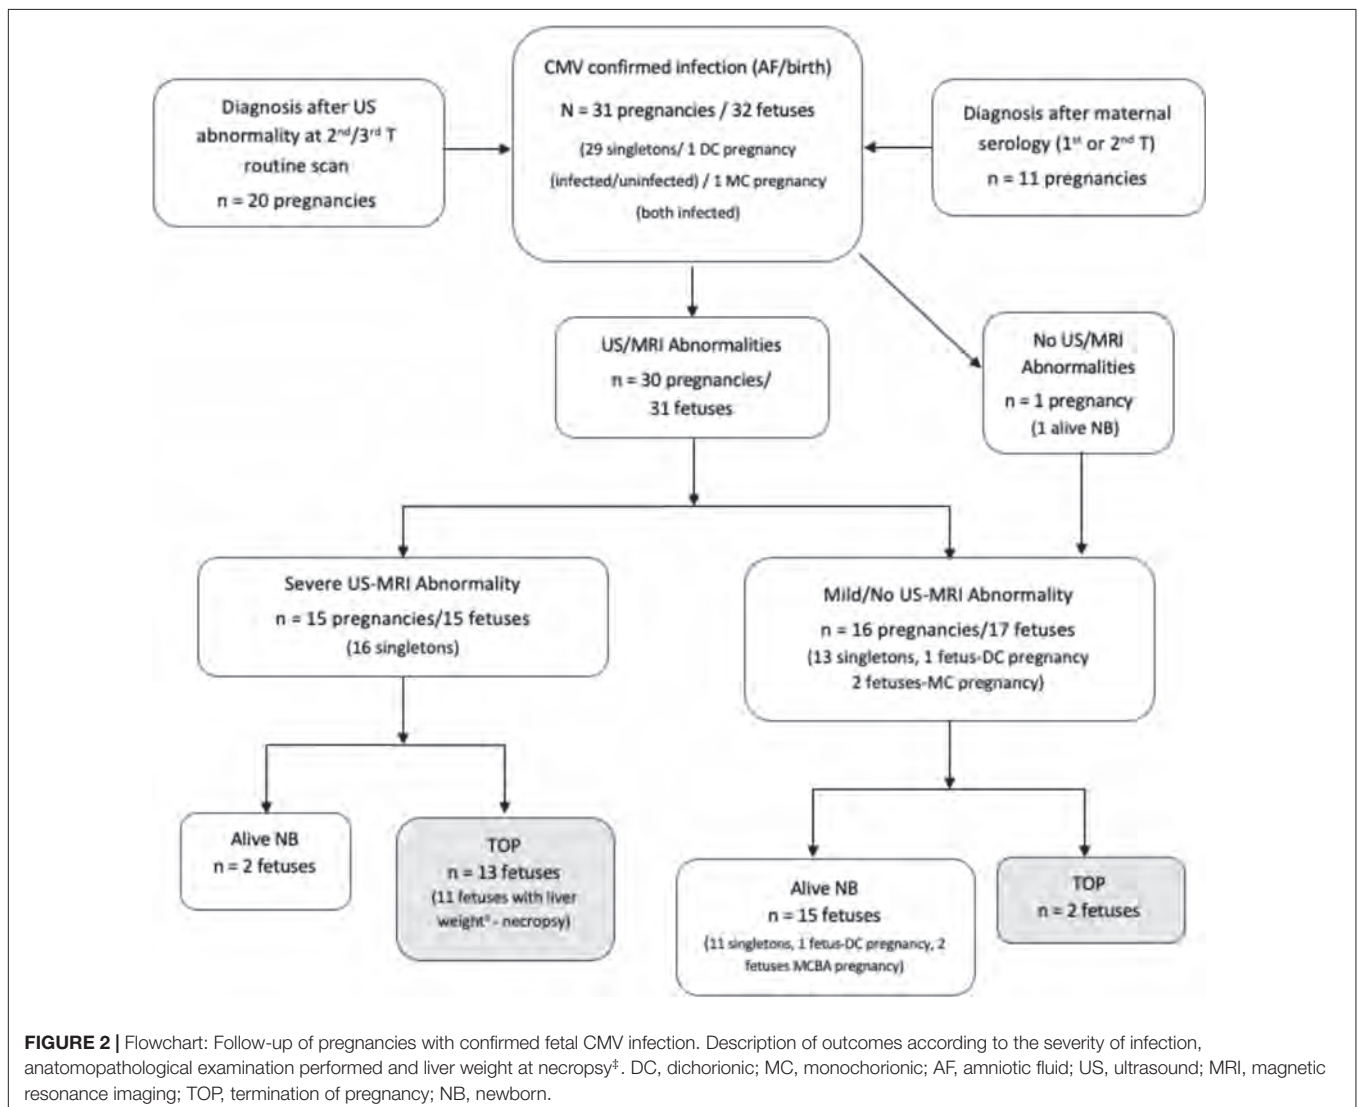 Diagnosis after US
abnormality at 2nd/3rd T
routine scan
n = 20 pregnancies
CMV confirmed infection (AF/birth)
N = 31 pregnancies / 32 fetuses
(29 singletons/ 1 DC pregnancy
(infected/uninfected) / 1 MC pregnancy
(both infected)
Diagnosis after maternal
serology (1st or 2nd T)
n = 11 pregnancies
US/MRI Abnormalities
n = 30 pregnancies/
31 fetuses
No US/MRI
Abnormalities
n = 1 pregnancy
(1 alive NB)
Severe US-MRI Abnormality
n = 15 pregnancies/15 fetuses
(16 singletons)
Mild/No US-MRI Abnormality
n = 16 pregnancies/17 fetuses
(13 singletons, 1 fetus-DC pregnancy
2 fetuses-MC pregnancy)
Alive NB
n = 2 fetuses
TOP
n = 13 fetuses
(11 fetuses with liver
weight - necropsy)
Alive NB
n = 15 fetuses
(11 singletons, 1 fetus-DC pregnancy, 2
fetuses MCBA pregnancy)
TOP
n = 2 fetuses
FIGURE 2 | Flowchart: Follow-up of pregnancies with confirmed fetal CMV infection. Description of outcomes according to the severity of infection,
anatomopathological examination performed and liver weight at necropsy‡. DC, dichorionic; MC, monochorionic; AF, amniotic fluid; US, ultrasound; MRI, magnetic
resonance imaging; TOP, termination of pregnancy; NB, newborn.